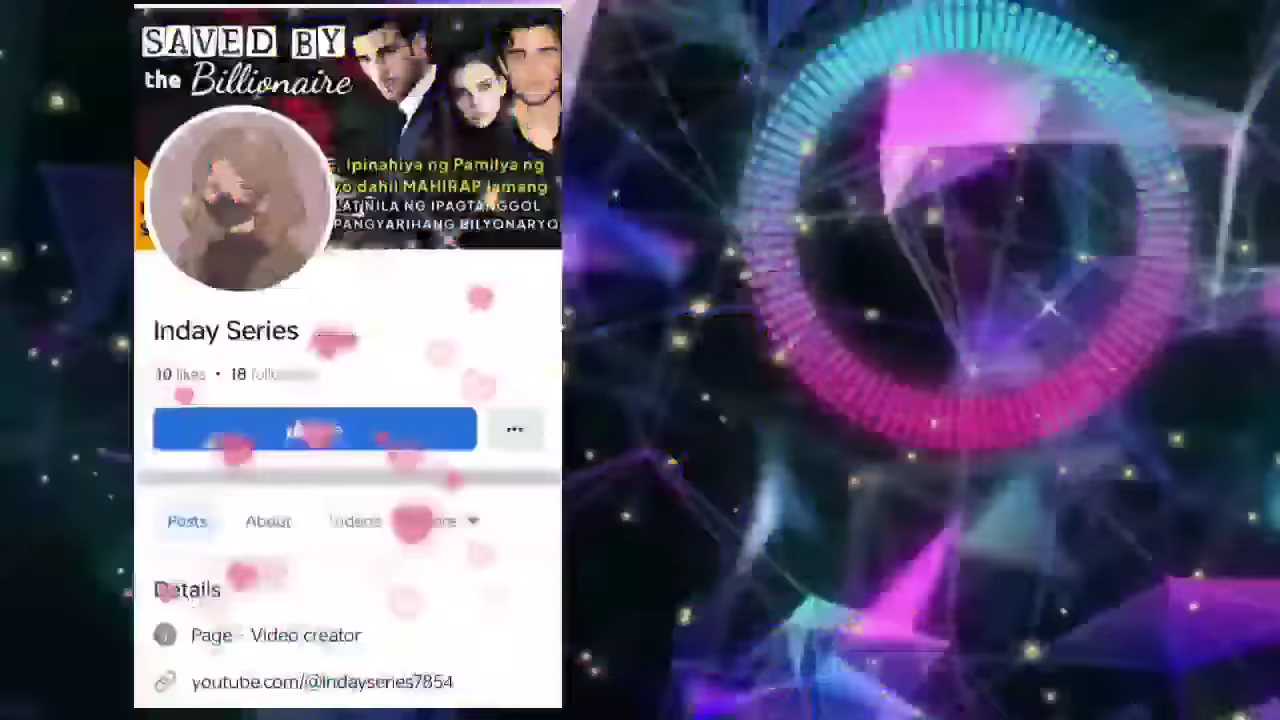 SAVED BY
the Billionaire
Ipinahiya ng Pamilya ng
dahil MAHIRAP lamang
NILA NG IPAGTANGGOL
PANGYARIHANG BILYONARYO
Inday Series
10 likes • 18
...
Posts About Videos
Details
Page · Video creator
youtube.com/@indayseries7854